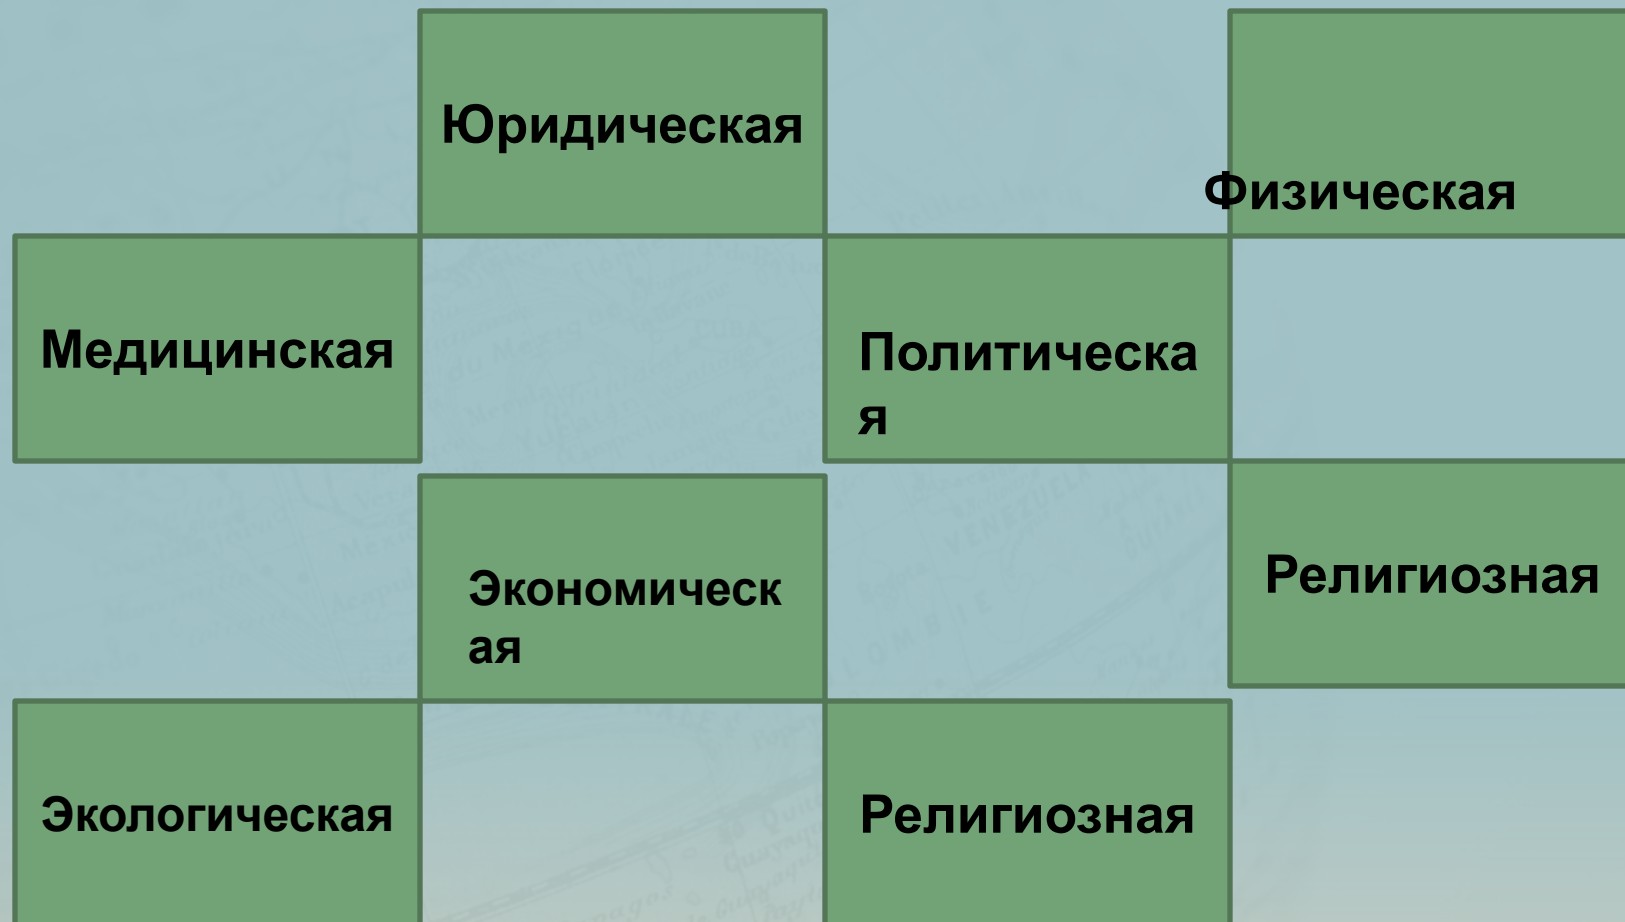 Юридическая
Физическая
Медицинская
Политическа
я
Экономическ
ая
Религиозная
Экологическая
Религиозная